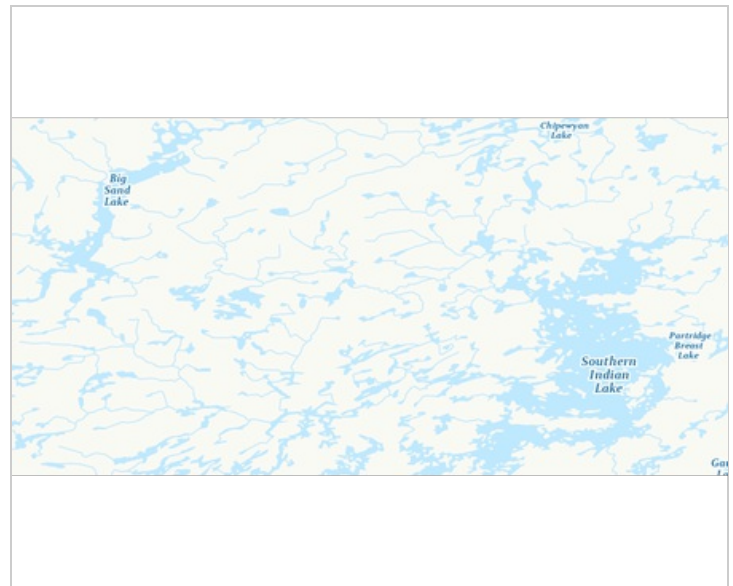 Chipewyan
Lake
Big
Sand
Lake
Partridge
Breast
Lake
Southern
Indian
Lake